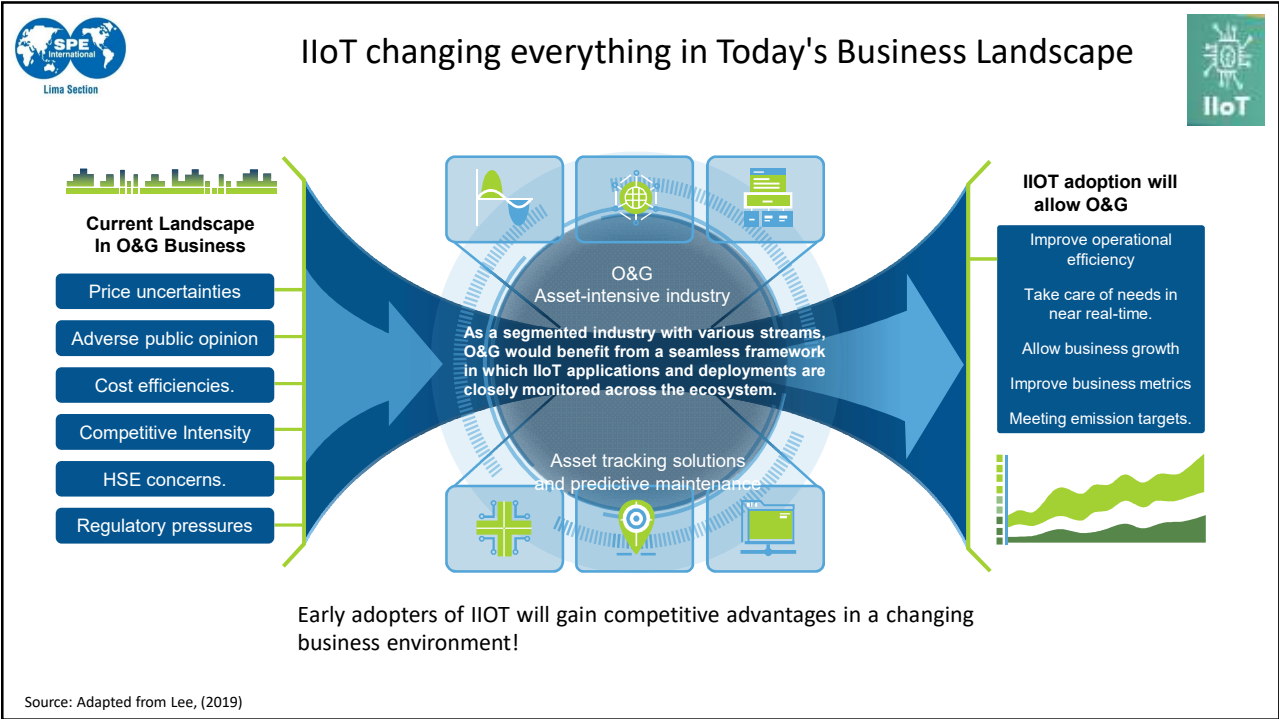 SPE
International
Lima Section
IIoT changing everything in Today's Business Landscape
IIoT
Current Landscape
In O&G Business
Price uncertainties
Adverse public opinion
Cost efficiencies.
Competitive Intensity
HSE concerns.
Regulatory pressures
O&G
Asset-intensive industry
As a segmented industry with various streams,
O&G would benefit from a seamless framework
in which IIoT applications and deployments are
closely monitored across the ecosystem.
Asset tracking solutions
and predictive maintenance
IIOT adoption will
allow O&G
Improve operational
efficiency
Take care of needs in
near real-time.
Allow business growth
Improve business metrics
Meeting emission targets.
Early adopters of IIOT will gain competitive advantages in a changing
business environment!
Source: Adapted from Lee, (2019)